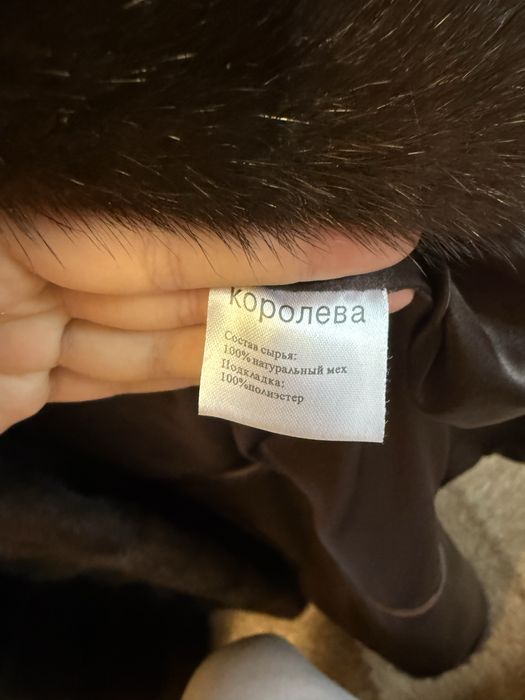 королева
Состав сырья:
100% натуральный мех
Подкладка:
100%полиэстер